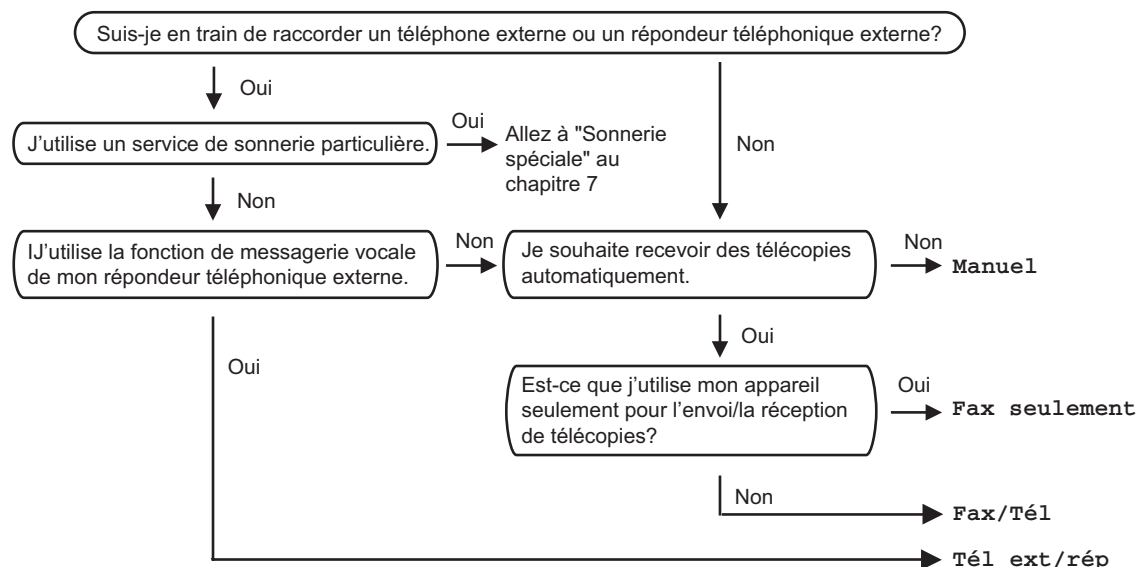 Suis-je en train de raccorder un téléphone externe ou un répondeur téléphonique externe?
Oui
J'utilise un service de sonnerie particulière.
Oui
Allez à "Sonnerie
spéciale" au
chapitre 7
Non
Non
IJ'utilise la fonction de messagerie vocale
de mon répondeur téléphonique externe.
Non
Je souhaite recevoir des télécopies
automatiquement.
Non
Manuel
Oui
Oui
Est-ce que j'utilise mon appareil
seulement pour l'envoi/la réception
de télécopies?
Oui
Fax seulement
Non
Fax/Tél
Tél ext/rép